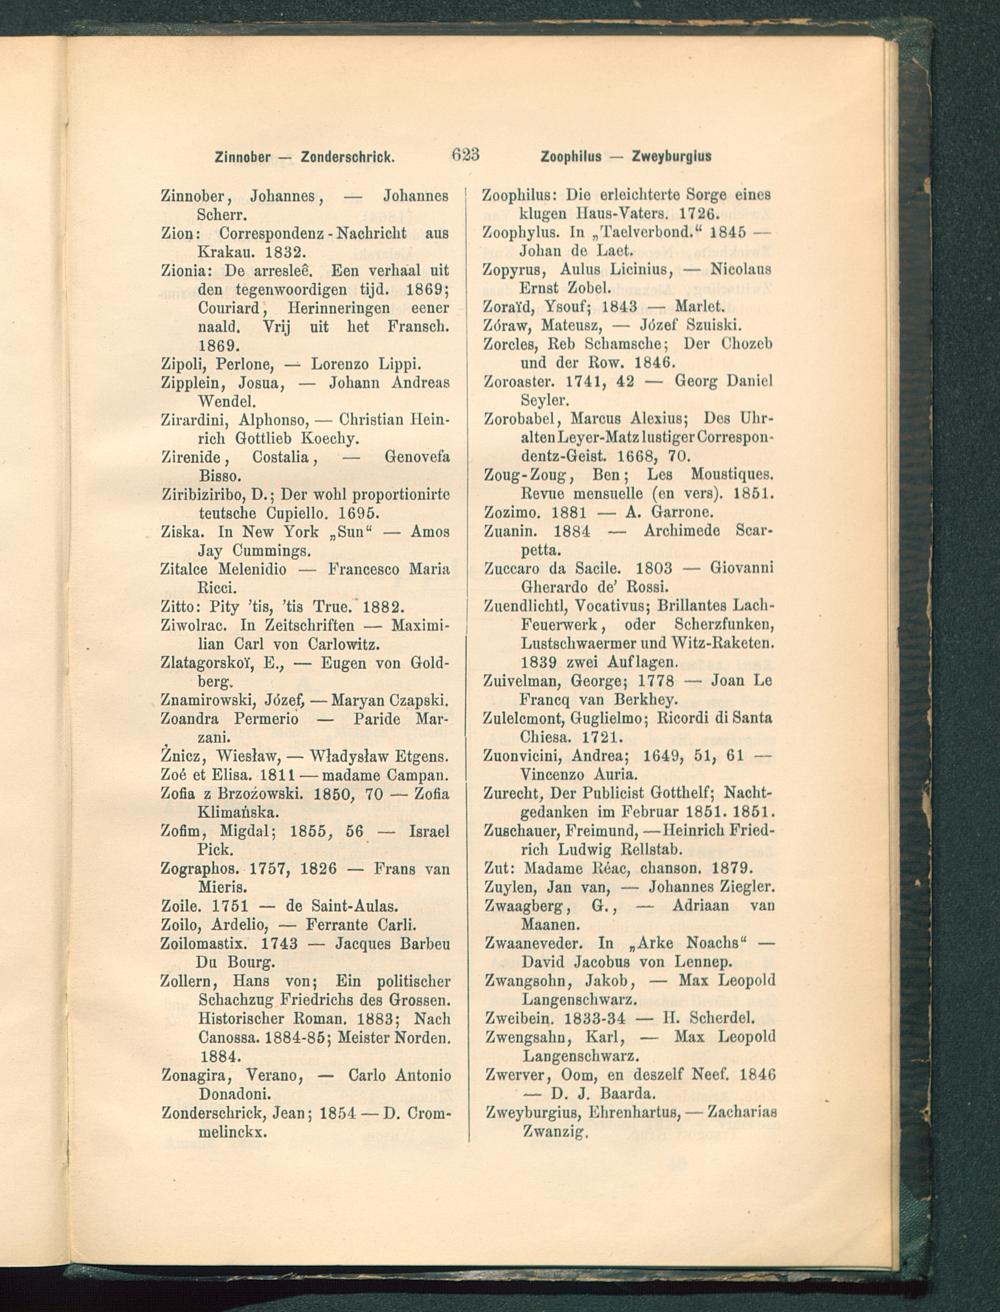 Zinnober — Zonderschrick. 623 Zoophilus — Zweyburgius
Zinnober, Johannes, — Johannes
Scherr.
Zion: Correspondenz-Nachricht aus
Krakau. 1832.
Zionia: De arresleê. Een verhaal uit
den tegenwoordigen tijd. 1869;
Couriard, Herinneringen eener
naald. Vrij uit het Fransch.
1869.
Zipoli, Perlone, — Lorenzo Lippi.
Zipplein, Josua, — Johann Andreas
Wendel.
Zirardini, Alphonso, — Christian Hein-
rich Gottlieb Koechy.
Zirenide, Costalia, — Genovefa
Bisso.
Ziribiziribo, D.; Der wohl proportionirte
teutsche Cupiello. 1695.
Ziska. In New York „Sun“ — Amos
Jay Cummings.
Zitalce Melenidio — Francesco Maria
Ricci.
Zitto: Pity 'tis, 'tis True. 1882.
Ziwolrac. In Zeitschriften — Maximi-
lian Carl von Carlowitz.
Zlatagorskoï, E., — Eugen von Gold-
berg.
Znamirowski, Józef, — Maryan Czapski.
Zoandra Permerio — Paride Mar-
zani.
Żnicz, Wiesław, — Władysław Etgens.
Zoé et Elisa. 1811 — madame Campan.
Zofia z Brzozówski. 1850, 70 — Zofia
Klimańska.
Zofim, Migdal; 1855, 56 — Israel
Pick.
Zographos. 1757, 1826 — Frans van
Mieris.
Zoile. 1751 — de Saint-Aulas.
Zoilo, Ardelio, — Ferrante Carli.
Zoilomastix. 1743 — Jacques Barbeu
Du Bourg.
Zollern, Hans von; Ein politischer
Schachzug Friedrichs des Grossen.
Historischer Roman. 1883; Nach
Canossa. 1884-85; Meister Norden.
1884.
Zonagira, Verano, — Carlo Antonio
Donadoni.
Zonderschrick, Jean; 1854 — D. Crom-
melinckx.
Zoophilus: Die erleichterte Sorge eines
klugen Haus-Vaters. 1726.
Zoophylus. In „Taelverbond.“ 1845 —
Johan de Laet.
Zopyrus, Aulus Licinius, — Nicolaus
Ernst Zobel.
Zoraïd, Ysouf; 1843 — Marlet.
Zóraw, Mateusz, — Józef Szuiski.
Zorcles, Reb Schamsche; Der Chozeb
und der Row. 1846.
Zoroaster. 1741, 42 — Georg Daniel
Seyler.
Zorobabel, Marcus Alexius; Des Uhr-
alten Leyer-Matz lustiger Correspon-
dentz-Geist. 1668, 70.
Zoug-Zoug, Ben; Les Moustiques.
Revue mensuelle (en vers). 1851.
Zozimo. 1881 — A. Garrone.
Zuanin. 1884 — Archimede Scar-
petta.
Zuccaro da Sacile. 1803 — Giovanni
Gherardo de' Rossi.
Zuendlichtl, Vocativus; Brillantes Lach-
Feuerwerk, oder Scherzfunken,
Lustschwaermer und Witz-Raketen.
1839 zwei Auflagen.
Zuivelman, George; 1778 — Joan Le
Francq van Berkhey.
Zulelemont, Guglielmo; Ricordi di Santa
Chiesa. 1721.
Zuonvicini, Andrea; 1649, 51, 61 —
Vincenzo Auria.
Zurecht, Der Publicist Gotthelf; Nacht-
gedanken im Februar 1851. 1851.
Zuschauer, Freimund, — Heinrich Fried-
rich Ludwig Rellstab.
Zut: Madame Réac, chanson. 1879.
Zuylen, Jan van, — Johannes Ziegler.
Zwaagberg, G., — Adriaan van
Maanen.
Zwaaneveder. In „Arke Noachs“ —
David Jacobus von Lennep.
Zwangsohn, Jakob, — Max Leopold
Langenschwarz.
Zweibein. 1833-34 — H. Scherdel.
Zwengsahn, Karl, — Max Leopold
Langenschwarz.
Zwerver, Oom, en deszelf Neef. 1846
— D. J. Baarda.
Zweyburgius, Ehrenhartus, — Zacharias
Zwanzig.